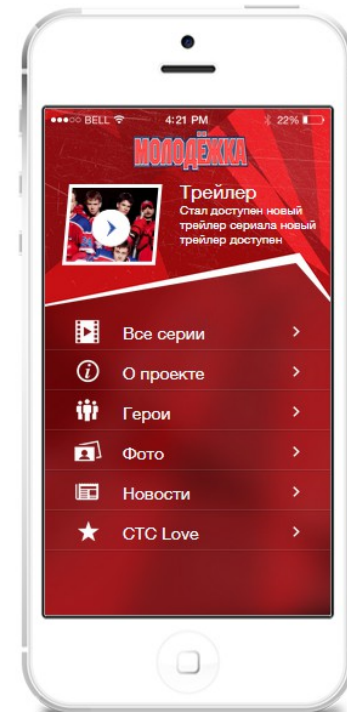 BELL 4:21 PM 22%
МОЛОДЁЖКА
Трейлер
Стал доступен новый
трейлер сериала новый
трейлер доступен
Все серии
О проекте
Герои
Фото
Новости
СТС Love